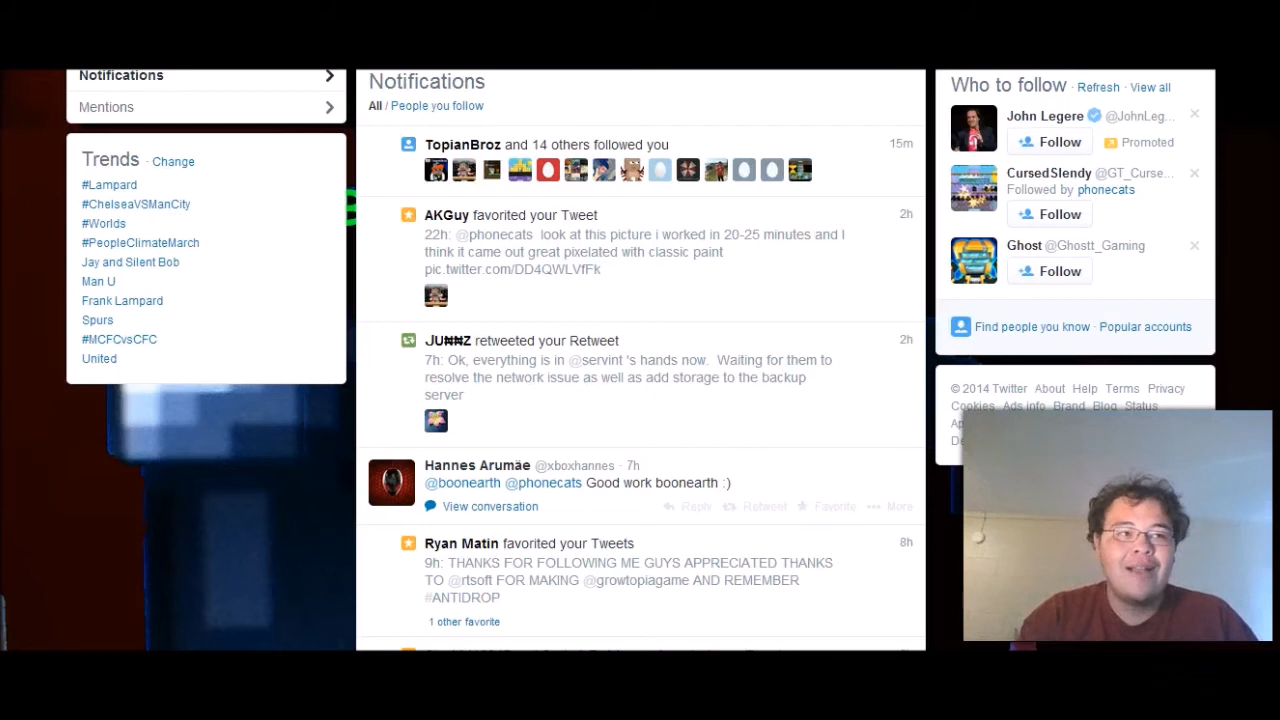 Notifications
Mentions
Trends · Change
#Lampard
#ChelseaVSManCity
#Worlds
#PeopleClimateMarch
Jay and Silent Bob
Man U
Frank Lampard
Spurs
#MCFCvsCFC
United
Notifications
All / People you follow
TopianBroz and 14 others followed you 15m
AKGuy favorited your Tweet 2h
22h: @phonecats look at this picture i worked in 20-25 minutes and I
think it came out great pixelated with classic paint
pic.twitter.com/DD4QWLVfFk
JU₦₦Z retweeted your Retweet 2h
7h: Ok, everything is in @servint 's hands now. Waiting for them to
resolve the network issue as well as add storage to the backup
server
Hannes Arumäe @xboxhannes · 7h
@boonearth @phonecats Good work boonearth :)
View conversation Reply Retweet Favorite More
Ryan Matin favorited your Tweets 8h
9h: THANKS FOR FOLLOWING ME GUYS APPRECIATED THANKS
TO @rtsoft FOR MAKING @growtopiagame AND REMEMBER
#ANTIDROP
1 other favorite
Who to follow · Refresh · View all
John Legere @JohnLeg...
Follow Promoted
CursedSlendy @GT_Curse...
Followed by phonecats
Follow
Ghost @Ghostt_Gaming
Follow
Find people you know · Popular accounts
© 2014 Twitter About Help Terms Privacy
Cookies Ads info Brand Blog Status